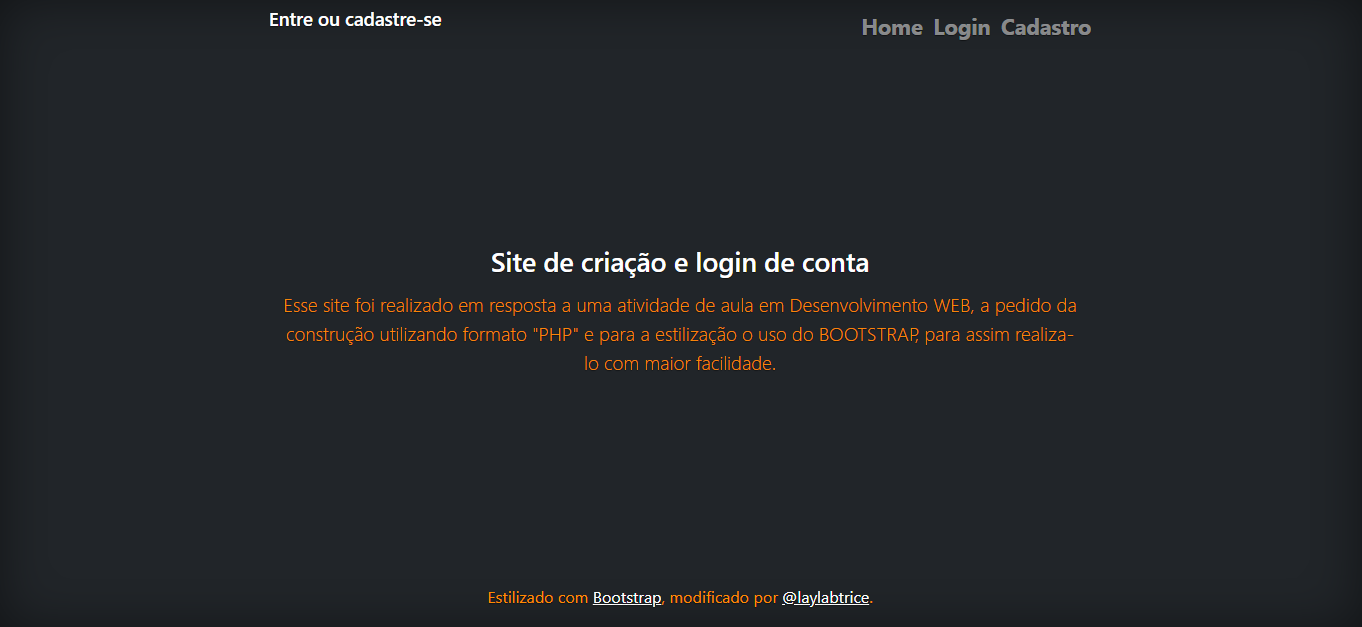 Entre ou cadastre-se
Home Login Cadastro
Site de criação e login de conta
Esse site foi realizado em resposta a uma atividade de aula em Desenvolvimento WEB, a pedido da
construção utilizando formato "PHP" e para a estilização o uso do BOOTSTRAP, para assim realiza-
lo com maior facilidade.
Estilizado com Bootstrap, modificado por @laylabtrice.